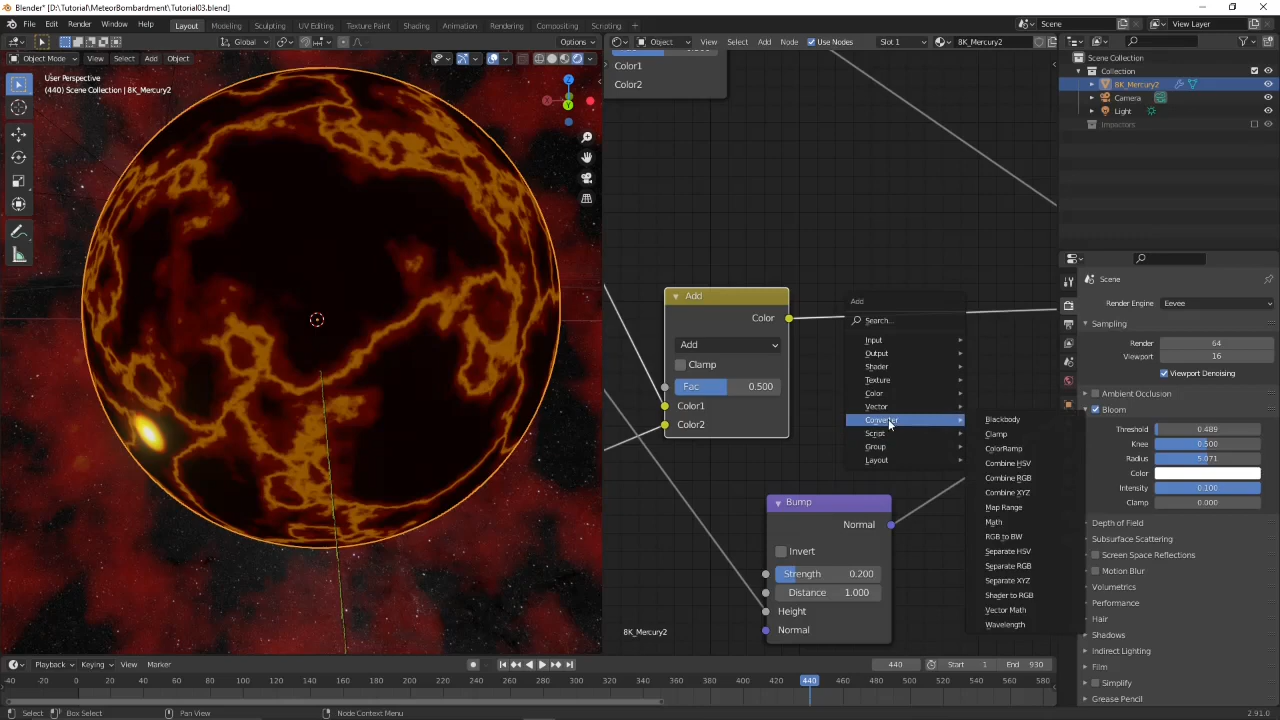 Blender* [D:\Tutorial\MeteorBombardment\Tutorial03.blend]
File Edit Render Window Help Layout Modeling Sculpting UV Editing Texture Paint Shading Animation Rendering Compositing Scripting Scene View Layer
Global Options Object View Select Add Node Use Nodes Slot 1 8K_Mercury2
Object Mode View Select Add Object
User Perspective
(440) Scene Collection | 8K_Mercury2
Z
X
Y
Color1
Color2
Add
Color
Add
Clamp
Fac 0.500
Color1
Color2
Bump
Normal
Invert
Strength 0.200
Distance 1.000
Height
Normal
8K_Mercury2
Add
Search...
Input
Output
Shader
Texture
Color
Vector
Converter
Script
Group
Layout
Blackbody
Clamp
ColorRamp
Combine HSV
Combine RGB
Combine XYZ
Map Range
Math
RGB to BW
Separate HSV
Separate RGB
Separate XYZ
Shader to RGB
Vector Math
Wavelength
Scene Collection
Collection
8K_Mercury2
Camera
Light
Impactors
Scene
Render Engine Eevee
Sampling
Render 64
Viewport 16
Viewport Denoising
Ambient Occlusion
Bloom
Threshold 0.489
Knee 0.500
Radius 5.071
Color
Intensity 0.100
Clamp 0.000
Depth of Field
Subsurface Scattering
Screen Space Reflections
Motion Blur
Volumetrics
Performance
Hair
Shadows
Indirect Lighting
Film
Simplify
Grease Pencil
Playback Keying View Marker 440 Start 1 End 930
-40 -20 0 20 40 60 80 100 120 140 160 180 200 220 240 260 280 300 320 340 360 380 400 420 440 460 480 500 520 540 560 580
Select Box Select Pan View Node Context Menu 2.91.0